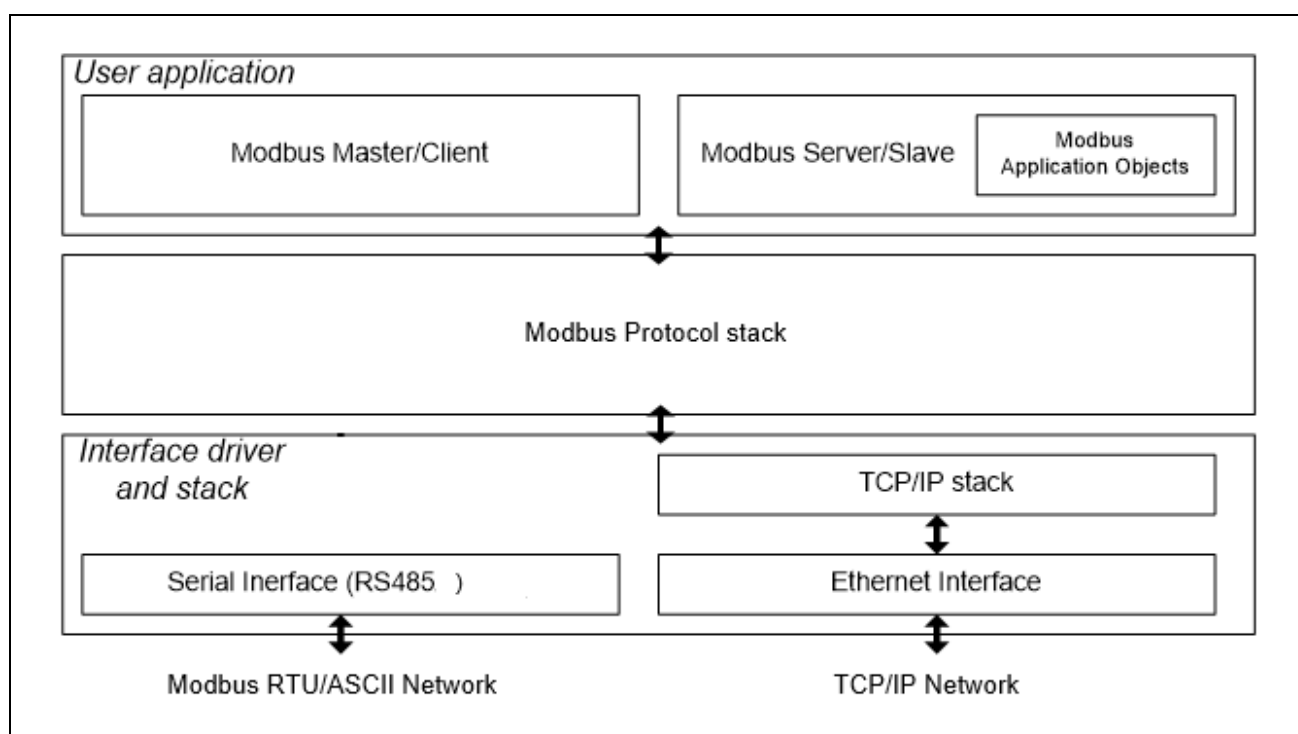 User application
Modbus Master/Client
Modbus Server/Slave
Modbus
Application Objects
Modbus Protocol stack
Interface driver
and stack
TCP/IP stack
Serial Inerface (RS485 )
Ethernet Interface
Modbus RTU/ASCII Network
TCP/IP Network